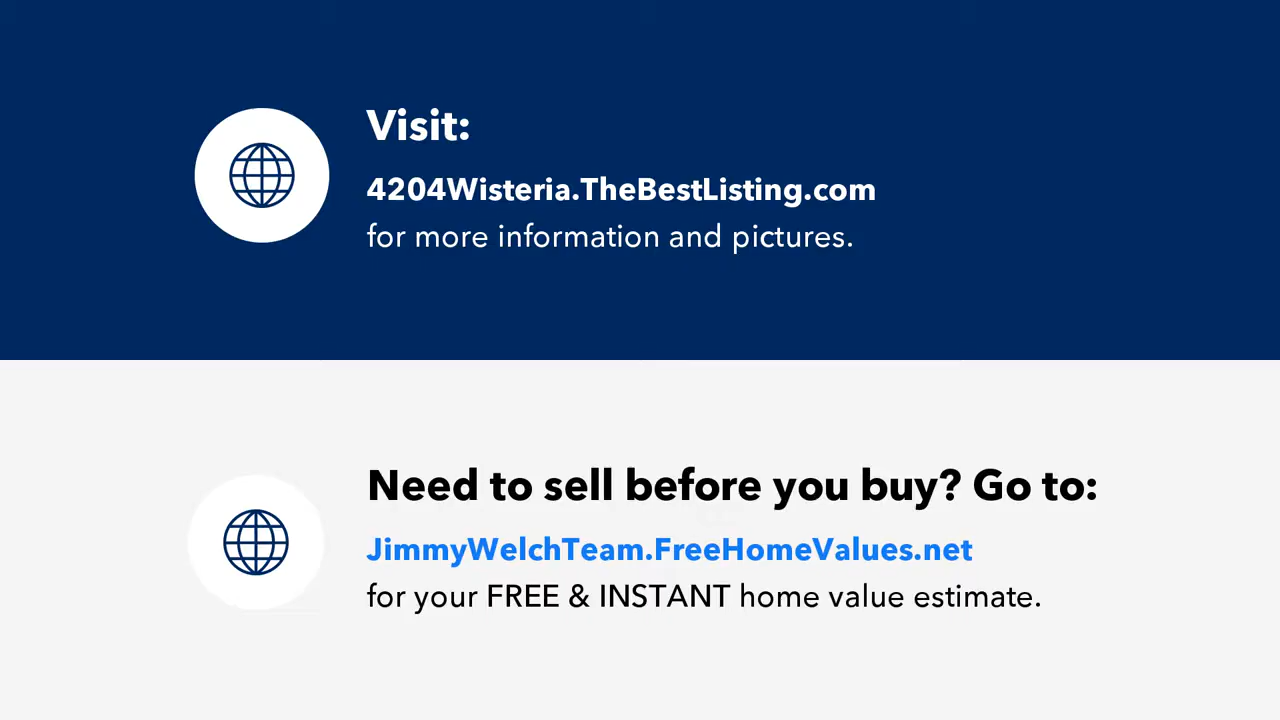 Visit:
4204Wisteria.TheBestListing.com
for more information and pictures.
Need to sell before you buy? Go to:
JimmyWelchTeam.FreeHomeValues.net
for your FREE & INSTANT home value estimate.